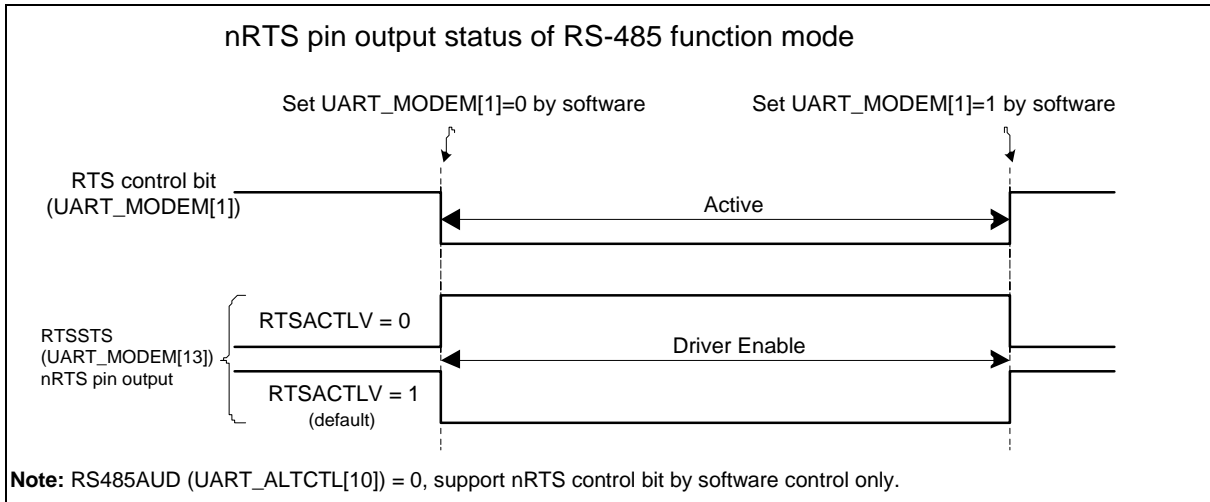 nRTS pin output status of RS-485 function mode
Set UART_MODEM[1]=0 by software
Set UART_MODEM[1]=1 by software
RTS control bit
(UART_MODEM[1])
Active
RTSSTS
(UART_MODEM[13])
nRTS pin output
RTSACTLV = 0
Driver Enable
RTSACTLV = 1
(default)
Note: RS485AUD (UART_ALTCTL[10]) = 0, support nRTS control bit by software control only.